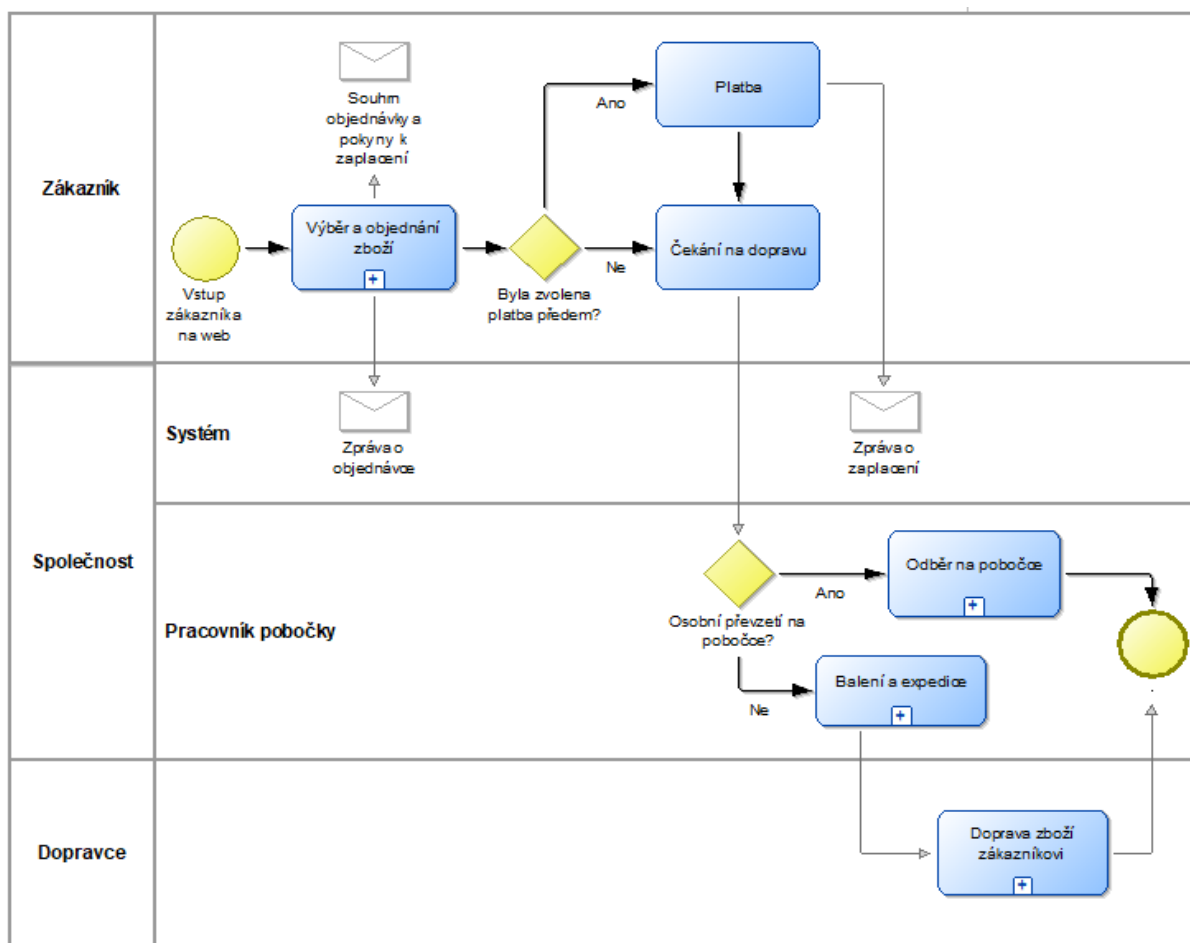 Zákazník
Souhrn
objednávky a
pokyny k
zaplacení
Ano
Platba
Vstup
zákazníka
na web
Výběr a objednání
zboží
Byla zvolena
platba předem?
Ne
Čekání na dopravu
Společnost
Systém
Zpráva o
objednávce
Zpráva o
zaplacení
Pracovník pobočky
Osobní převzetí na
pobočce?
Ano
Odběr na pobočce
Ne
Balení a expedice
Dopravce
Doprava zboží
zákazníkovi